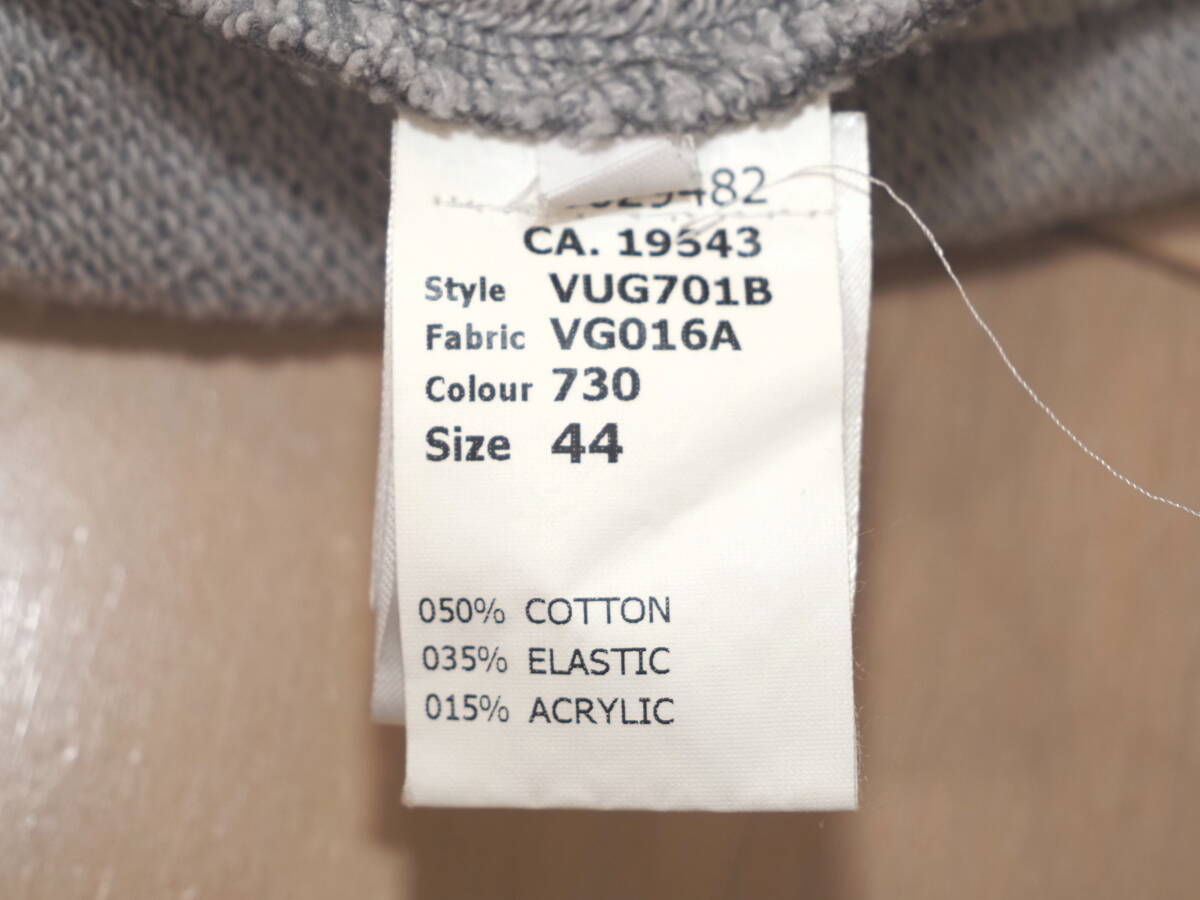 CA. 19543
Style VUG701B
Fabric VG016A
Colour 730
Size 44
050% COTTON
035% ELASTIC
015% ACRYLIC